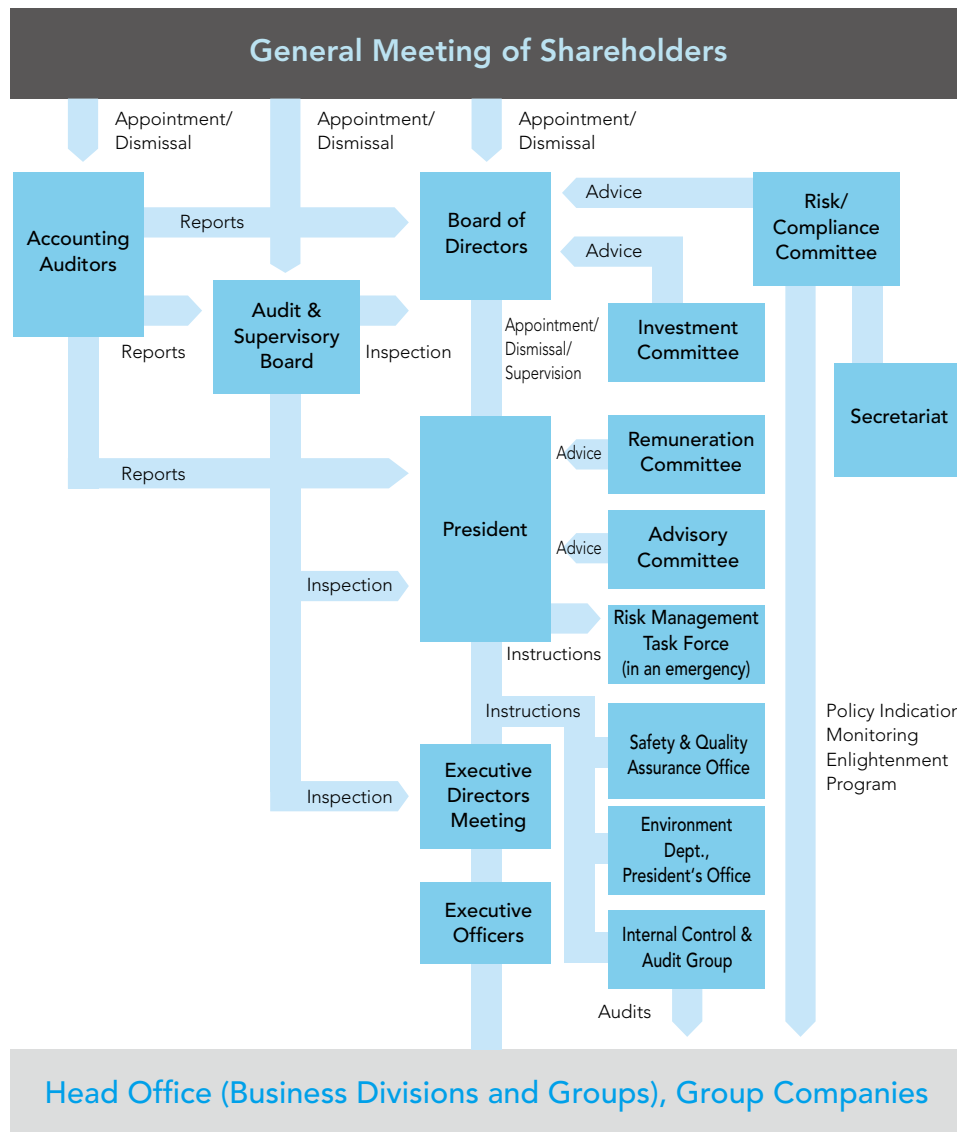 General Meeting of Shareholders
Appointment/
Dismissal
Appointment/
Dismissal
Appointment/
Dismissal
Accounting
Auditors
Reports
Board of
Directors
Advice
Advice
Risk/
Compliance
Committee
Reports
Audit &
Supervisory
Board
Inspection
Appointment/
Dismissal/
Supervision
Investment
Committee
Secretariat
Reports
President
Advice
Remuneration
Committee
Advice
Advisory
Committee
Inspection
Instructions
Risk Management
Task Force
(in an emergency)
Instructions
Safety & Quality
Assurance Office
Policy Indication
Monitoring
Enlightenment
Program
Inspection
Executive
Directors
Meeting
Environment
Dept.,
President's Office
Executive
Officers
Internal Control &
Audit Group
Audits
Head Office (Business Divisions and Groups), Group Companies